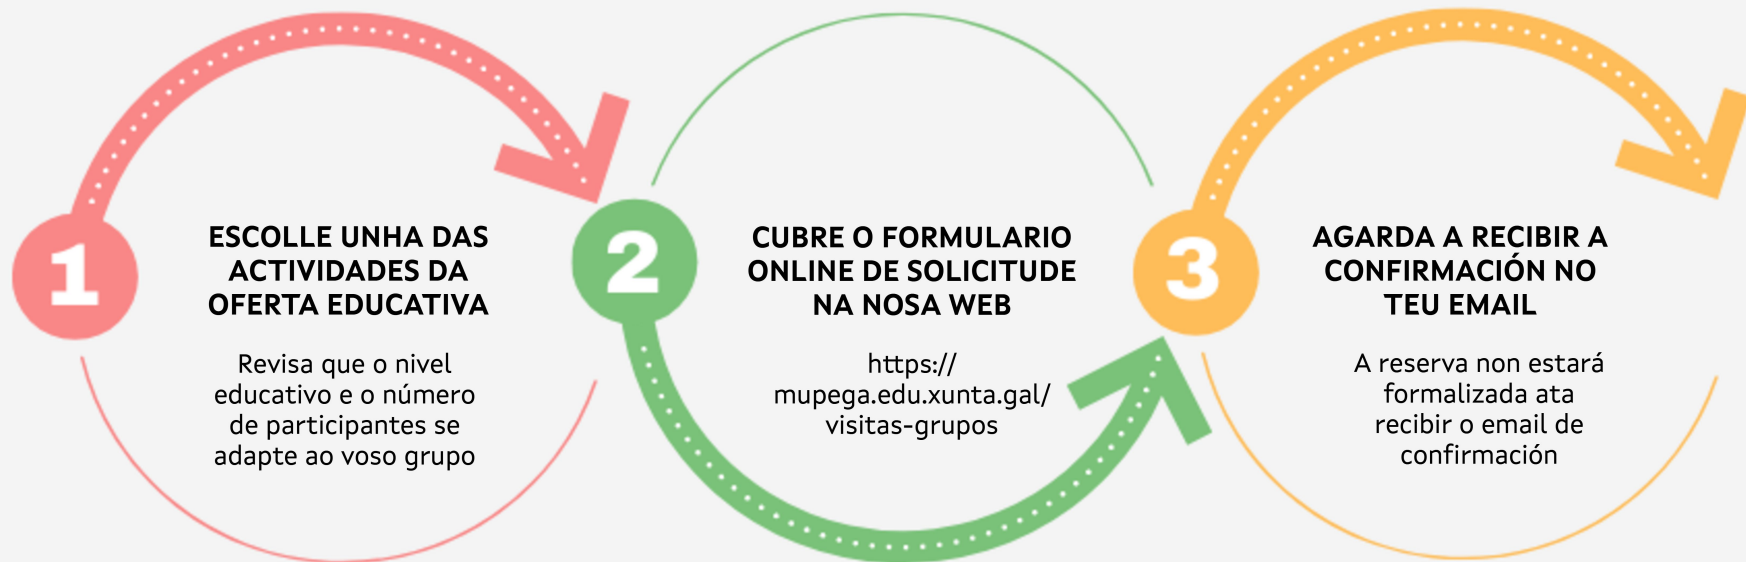 1
ESCOLLE UNHA DAS
ACTIVIDADES DA
OFERTA EDUCATIVA
Revisa que o nivel
educativo e o número
de participantes se
adapte ao voso grupo
2
CUBRE O FORMULARIO
ONLINE DE SOLICITUDE
NA NOSA WEB
https://
mupega.edu.xunta.gal/
visitas-grupos
3
AGARDA A RECIBIR A
CONFIRMACIÓN NO
TEU EMAIL
A reserva non estará
formalizada ata
recibir o email de
confirmación